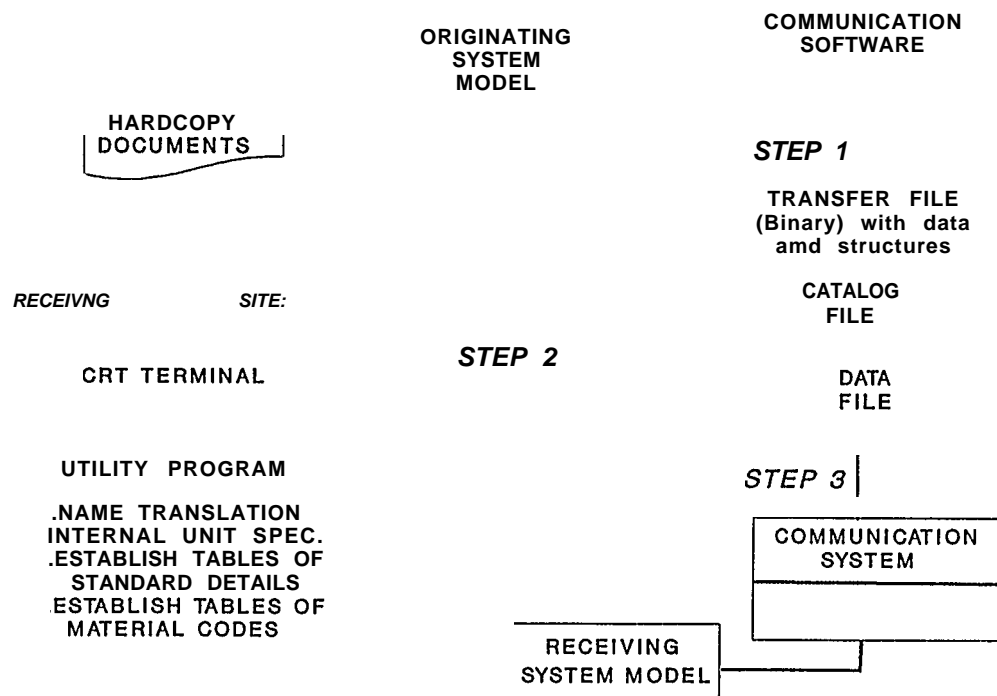 COMMUNICATION
SOFTWARE
ORIGINATING
SYSTEM
MODEL
HARDCOPY
DOCUMENTS
STEP 1
TRANSFER FILE
(Binary) with data
amd structures
RECEIVNG SITE:
CATALOG
FILE
STEP 2
CRT TERMINAL
DATA
FILE
UTILITY PROGRAM
STEP 3
.NAME TRANSLATION
INTERNAL UNIT SPEC.
.ESTABLISH TABLES OF
STANDARD DETAILS
.ESTABLISH TABLES OF
MATERIAL CODES
COMMUNICATION
SYSTEM
RECEIVING
SYSTEM MODEL